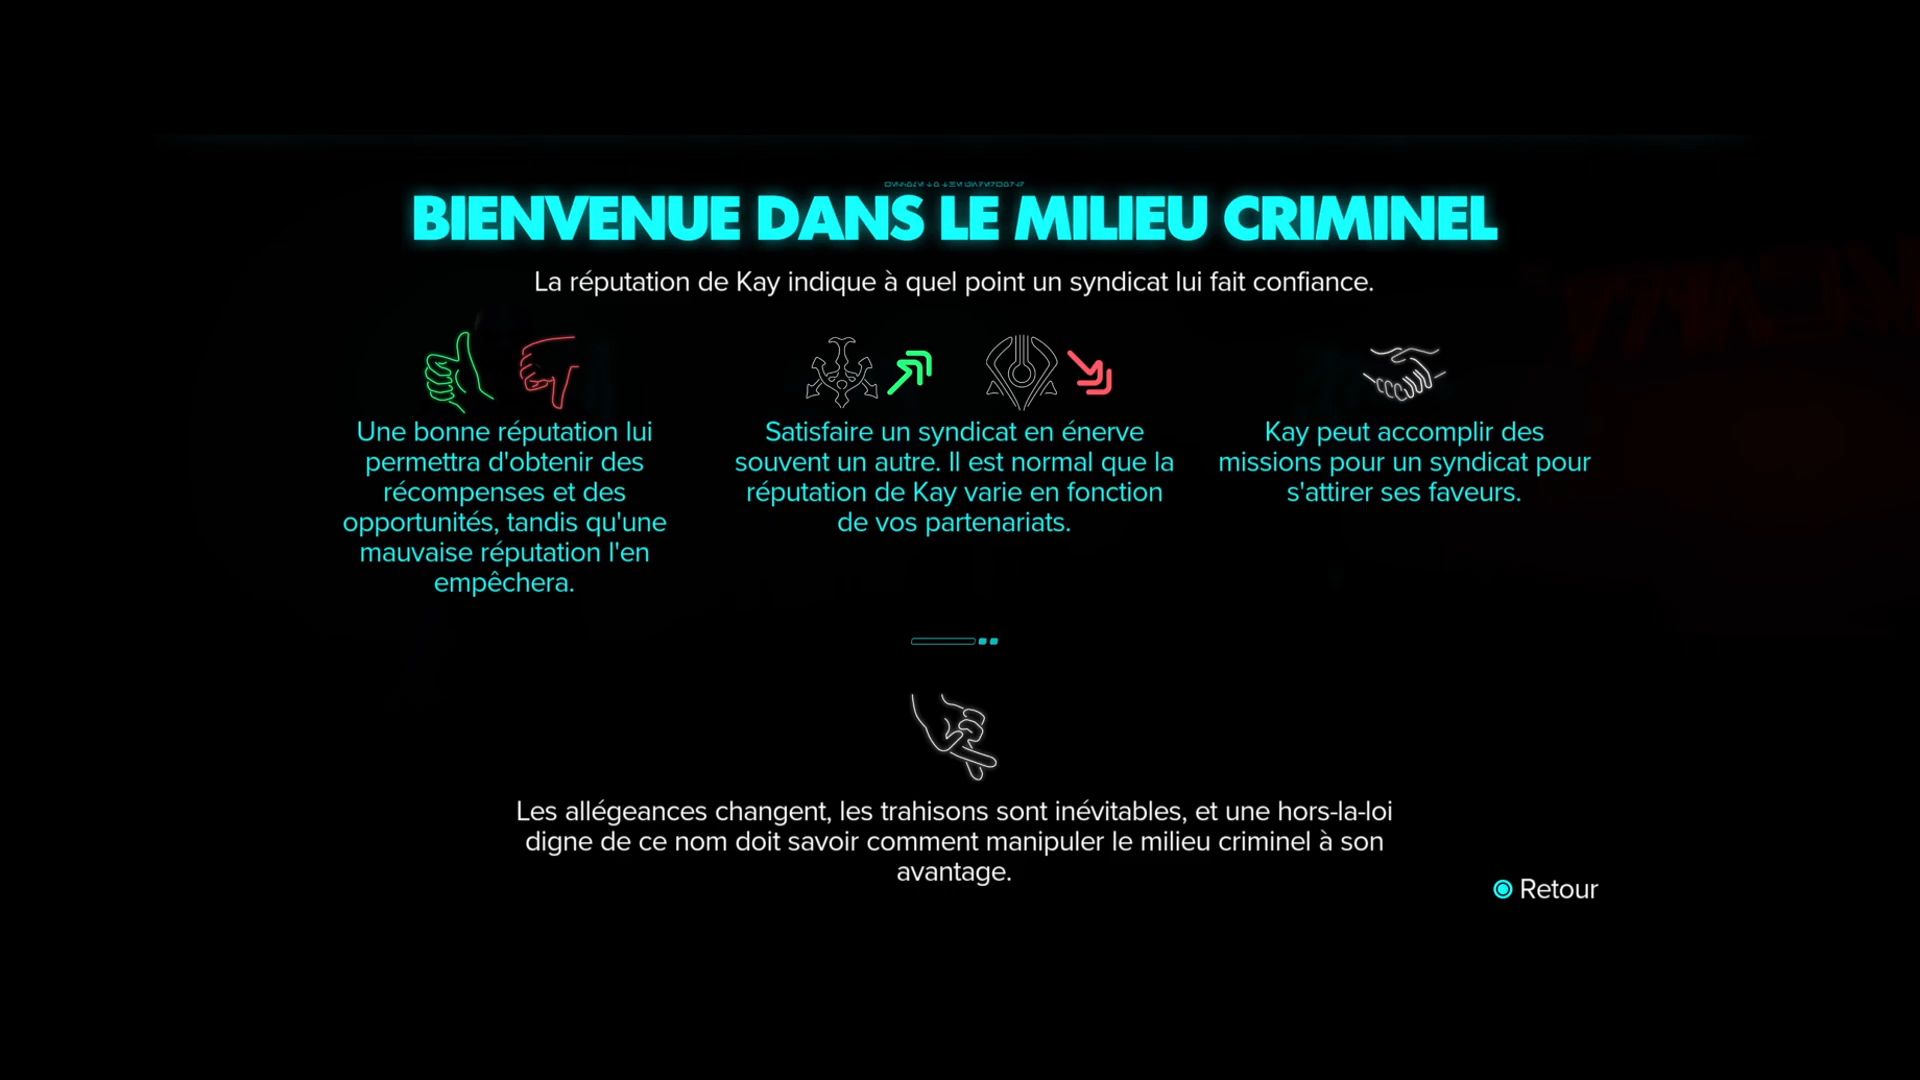 BIENVENUE DANS LE MILIEU CRIMINEL
La réputation de Kay indique à quel point un syndicat lui fait confiance.
Une bonne réputation lui
permettra d'obtenir des
récompenses et des
opportunités, tandis qu'une
mauvaise réputation l'en
empêchera.
Satisfaire un syndicat en énerve
souvent un autre. Il est normal que la
réputation de Kay varie en fonction
de vos partenariats.
Kay peut accomplir des
missions pour un syndicat pour
s'attirer ses faveurs.
Les allégeances changent, les trahisons sont inévitables, et une hors-la-loi
digne de ce nom doit savoir comment manipuler le milieu criminel à son
avantage.
Retour